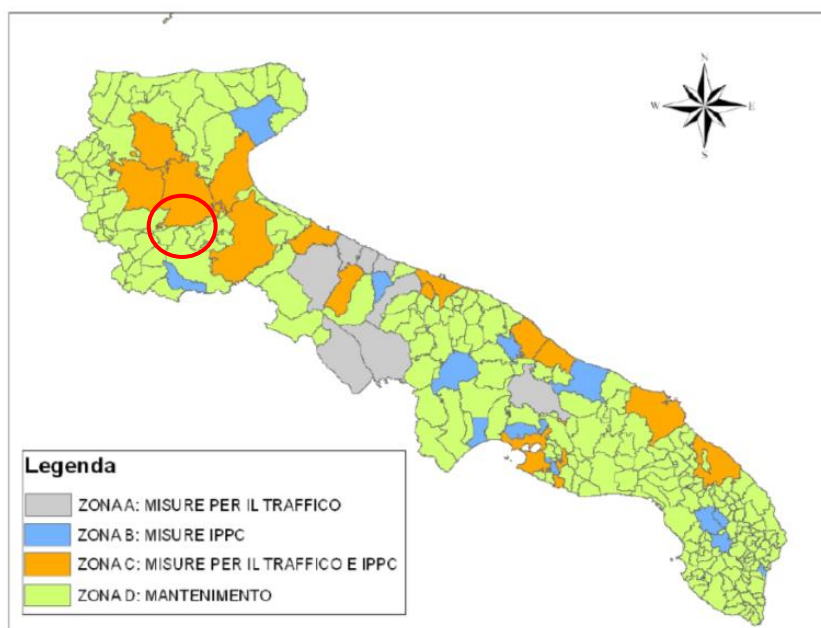 N
W
E
S
Legenda
ZONA A: MISURE PER IL TRAFFICO
ZONA B: MISURE IPPC
ZONA C: MISURE PER IL TRAFFICO E IPPC
ZONA D: MANTENIMENTO